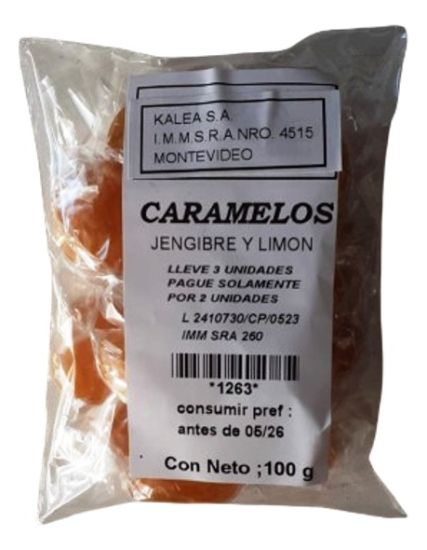 KALEA S.A.
I.M.M.S.R.A.NRO. 4515
MONTEVIDEO
CARAMELOS
JENGIBRE Y LIMON
LLEVE 3 UNIDADES
PAGUE SOLAMENTE
POR 2 UNIDADES
L 2410730/CP/0523
IMM SRA 260
*1263*
consumir pref :
antes de 05/26
Con Neto ;100 g